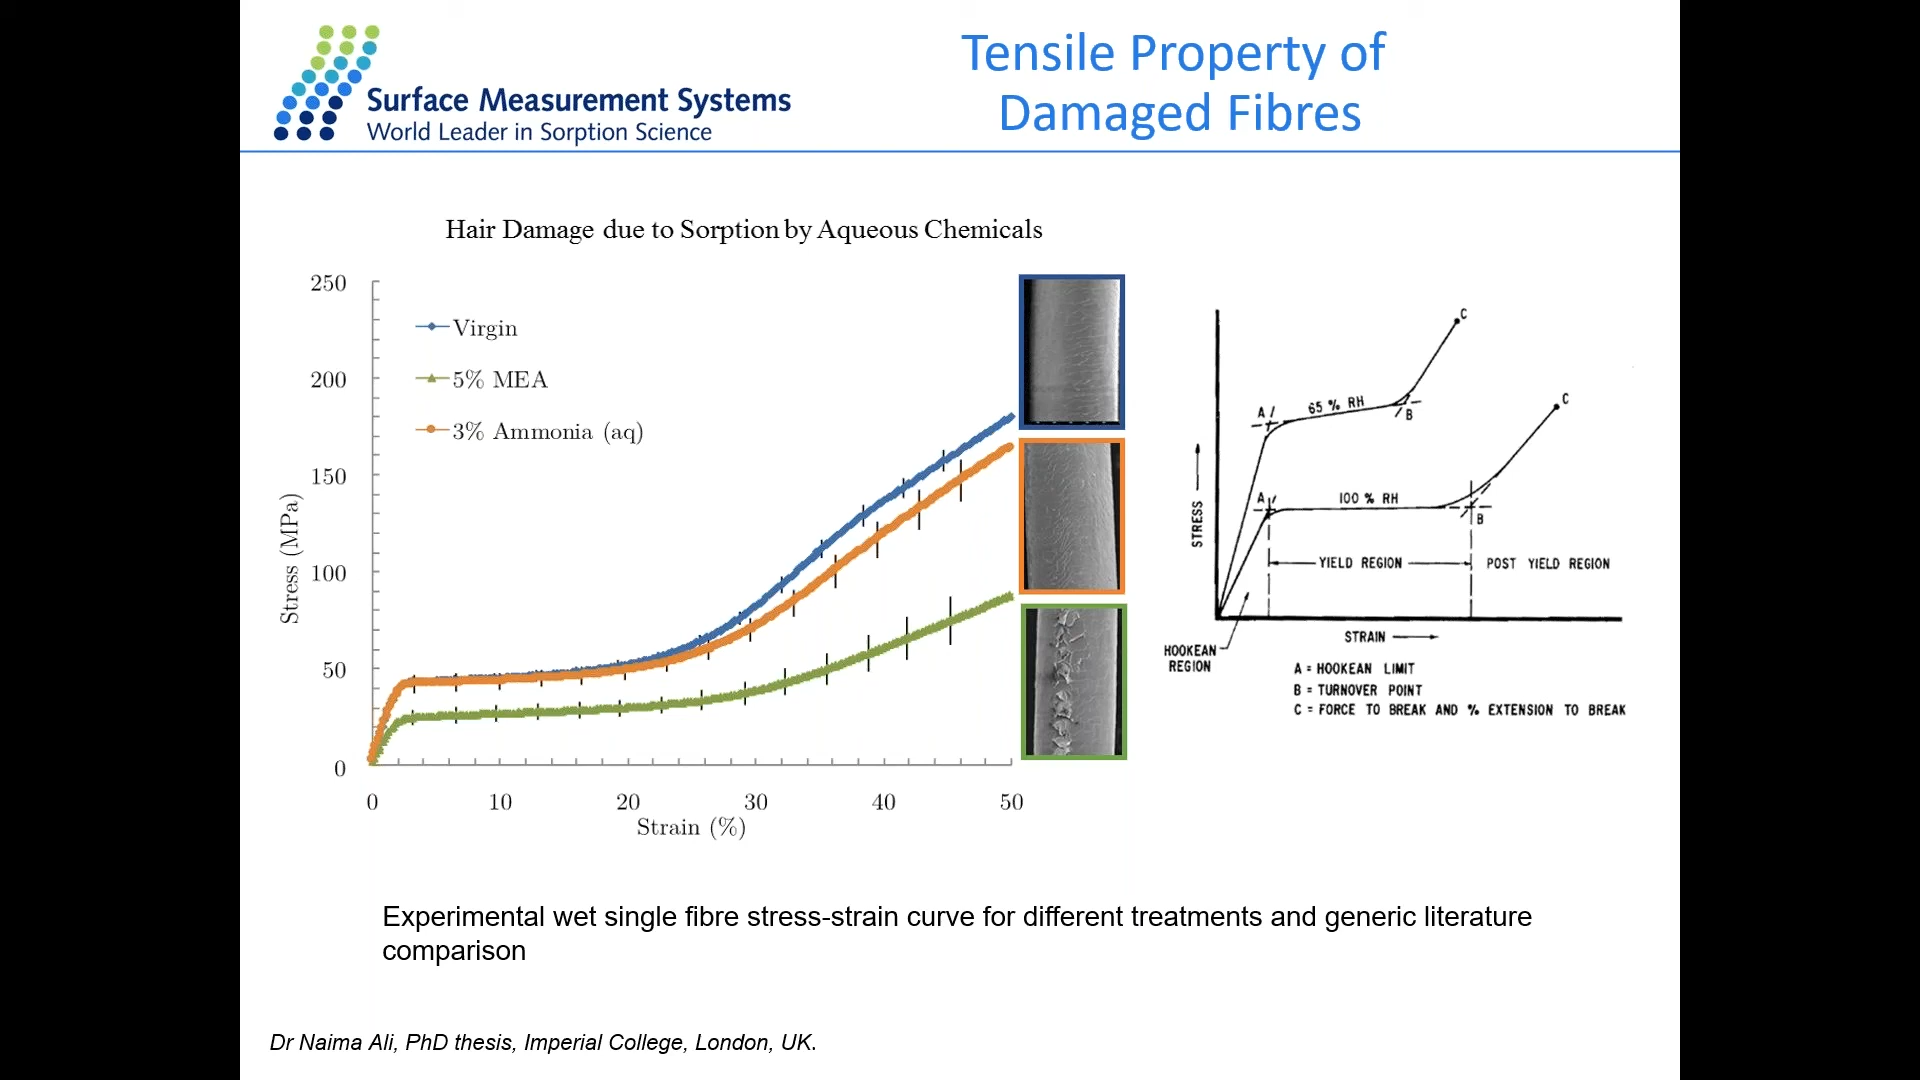 Surface Measurement Systems
World Leader in Sorption Science
Tensile Property of
Damaged Fibres
Hair Damage due to Sorption by Aqueous Chemicals
250
200
150
100
50
0
Stress (MPa)
Virgin
5% MEA
3% Ammonia (aq)
0 10 20 30 40 50
Strain (%)
C
A
65 % RH
B
C
A
100 % RH
B
STRESS
YIELD REGION
POST YIELD REGION
STRAIN
HOOKEAN
REGION
A = HOOKEAN LIMIT
B = TURNOVER POINT
C = FORCE TO BREAK AND % EXTENSION TO BREAK
Experimental wet single fibre stress-strain curve for different treatments and generic literature
comparison
Dr Naima Ali, PhD thesis, Imperial College, London, UK.